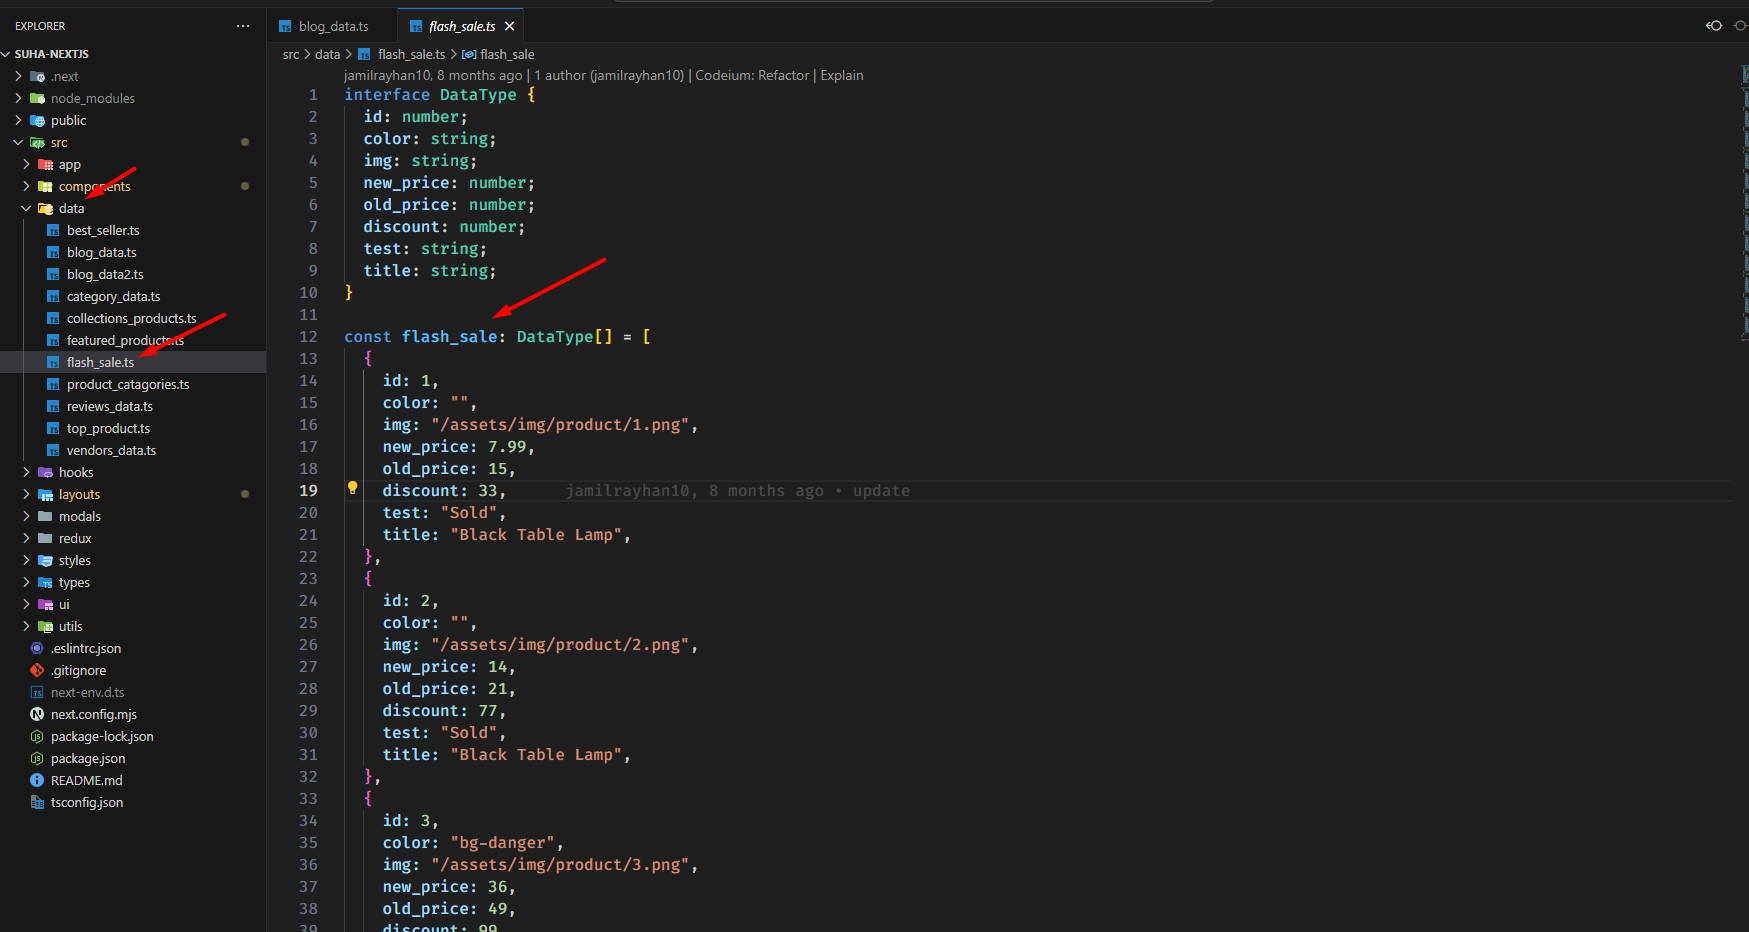 EXPLORER
SUHA-NEXTJS
.next
node_modules
public
src
app
components
data
best_seller.ts
blog_data.ts
blog_data2.ts
category_data.ts
collections_products.ts
featured_products.ts
flash_sale.ts
product_catagories.ts
reviews_data.ts
top_product.ts
vendors_data.ts
hooks
layouts
modals
redux
styles
types
ui
utils
.eslintrc.json
.gitignore
next-env.d.ts
next.config.mjs
package-lock.json
package.json
README.md
tsconfig.json
blog_data.ts
flash_sale.ts
src > data > flash_sale.ts > flash_sale
jamilrayhan10, 8 months ago | 1 author (jamilrayhan10) | Codeium: Refactor | Explain
1 interface DataType {
2 id: number;
3 color: string;
4 img: string;
5 new_price: number;
6 old_price: number;
7 discount: number;
8 test: string;
9 title: string;
10 }
11
12 const flash_sale: DataType[] = [
13 {
14 id: 1,
15 color: "",
16 img: "/assets/img/product/1.png",
17 new_price: 7.99,
18 old_price: 15,
19 discount: 33, jamilrayhan10, 8 months ago • update
20 test: "Sold",
21 title: "Black Table Lamp",
22 },
23 {
24 id: 2,
25 color: "",
26 img: "/assets/img/product/2.png",
27 new_price: 14,
28 old_price: 21,
29 discount: 77,
30 test: "Sold",
31 title: "Black Table Lamp",
32 },
33 {
34 id: 3,
35 color: "bg-danger",
36 img: "/assets/img/product/3.png",
37 new_price: 36,
38 old_price: 49,
39 discount: 99